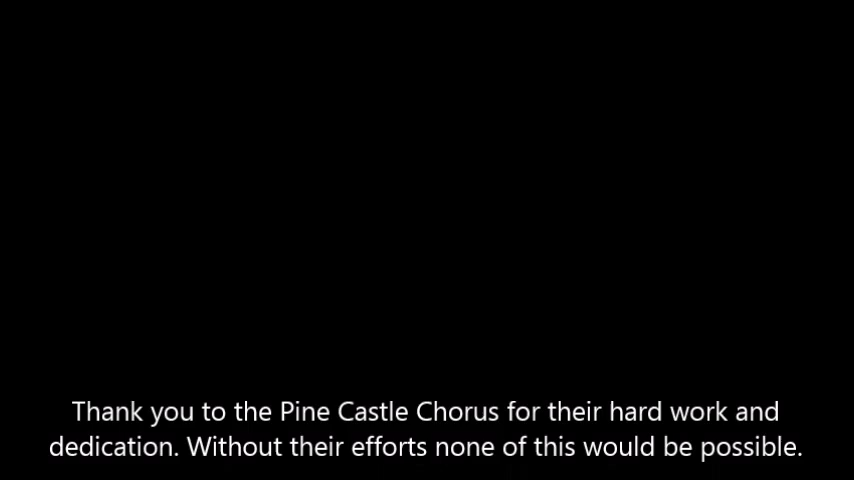 Thank you to the Pine Castle Chorus for their hard work and
dedication. Without their efforts none of this would be possible.